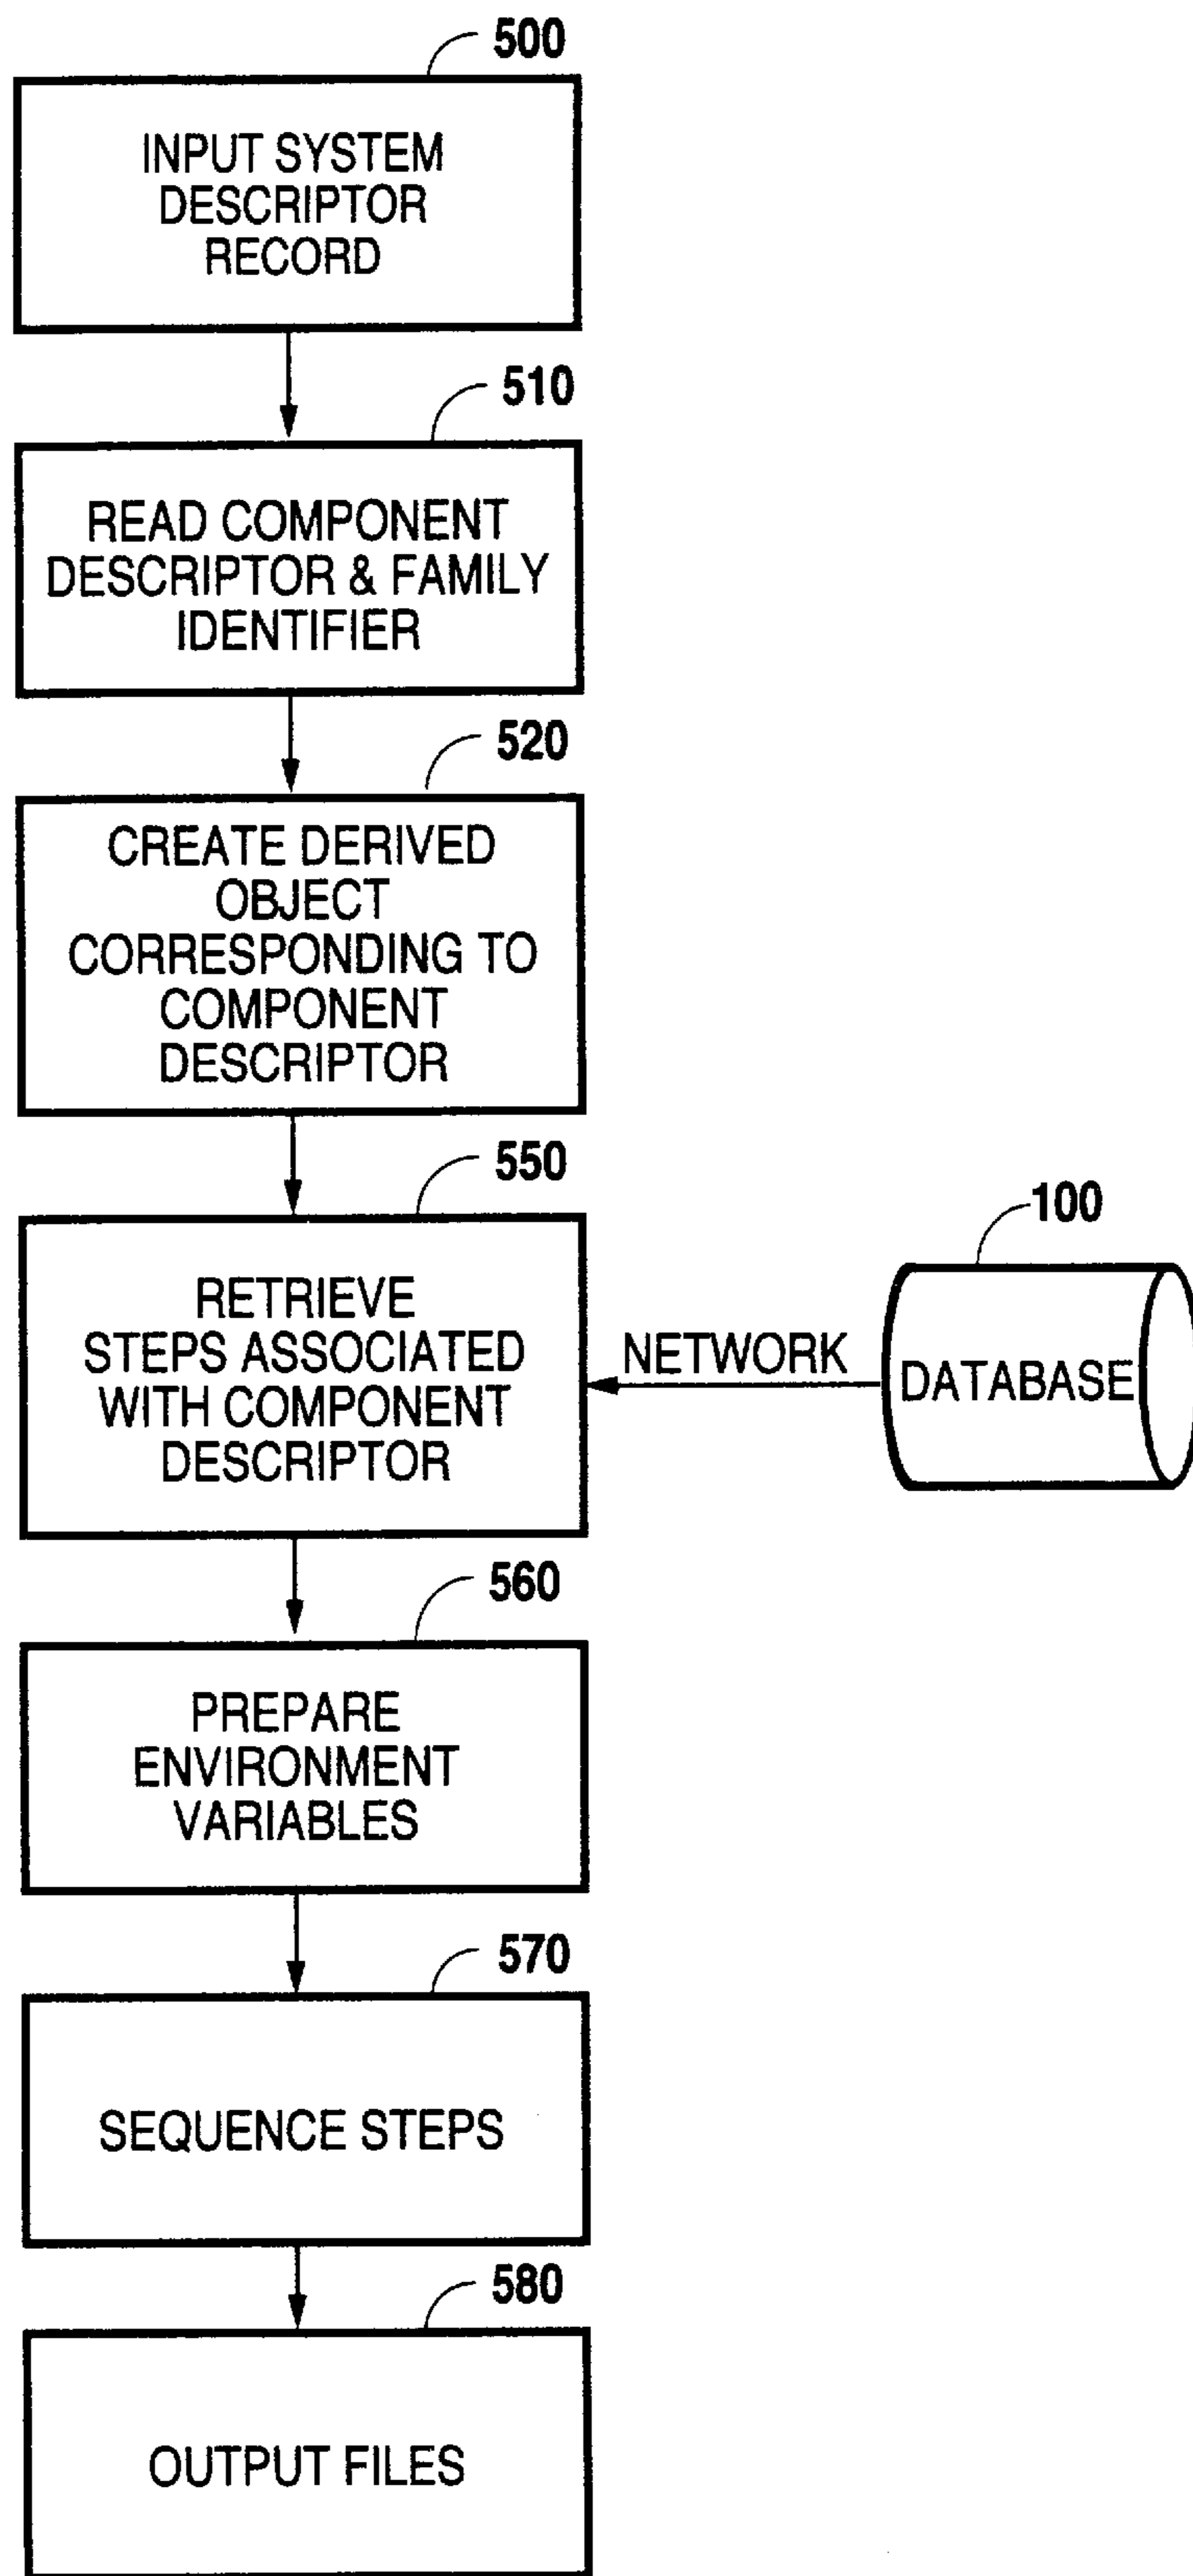 500
INPUT SYSTEM
DESCRIPTOR
RECORD
510
READ COMPONENT
DESCRIPTOR & FAMILY
IDENTIFIER
520
CREATE DERIVED
OBJECT
CORRESPONDING TO
COMPONENT
DESCRIPTOR
550
RETRIEVE
STEPS ASSOCIATED
WITH COMPONENT
DESCRIPTOR
NETWORK
100
DATABASE
560
PREPARE
ENVIRONMENT
VARIABLES
570
SEQUENCE STEPS
580
OUTPUT FILES